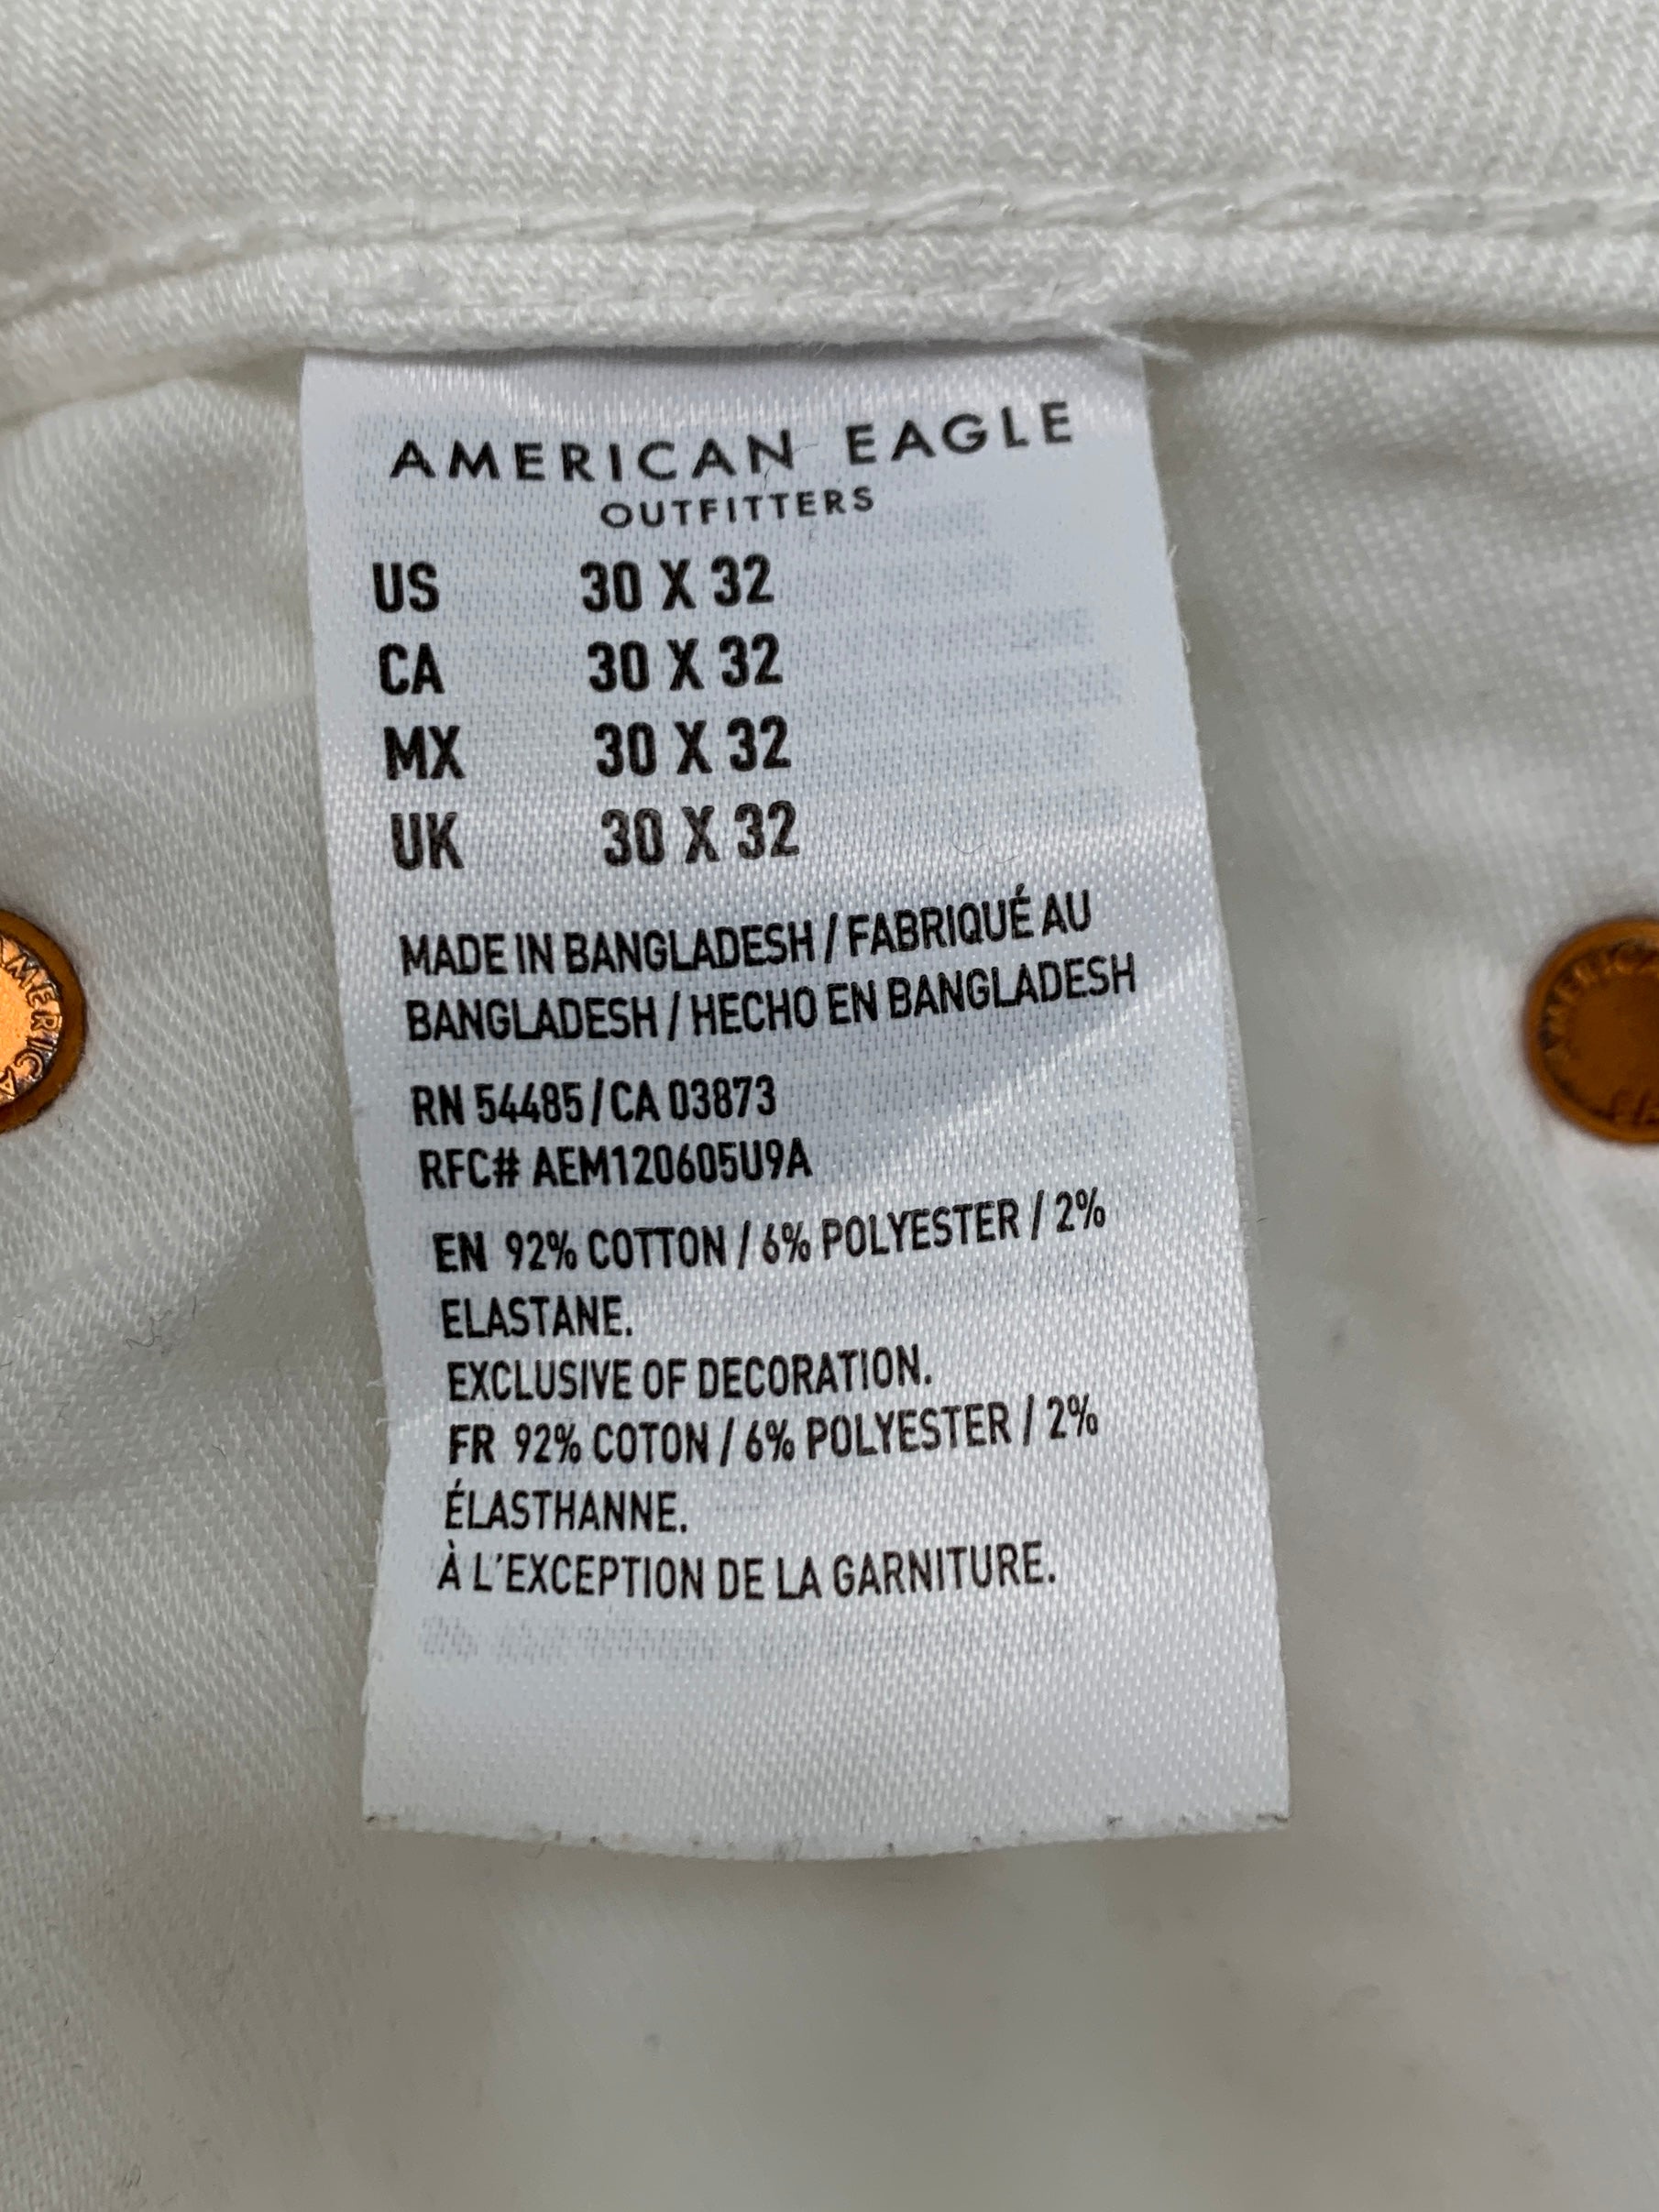 AMERICAN EAGLE
OUTFITTERS
US 30 X 32
CA 30 X 32
MX 30 X 32
UK 30 X 32
MADE IN BANGLADESH / FABRIQUÉ AU
BANGLADESH / HECHO EN BANGLADESH
RN 54485/CA 03873
RFC# AEM120605U9A
EN 92% COTTON / 6% POLYESTER / 2%
ELASTANE.
EXCLUSIVE OF DECORATION.
FR 92% COTON / 6% POLYESTER / 2%
ÉLASTHANNE.
À L'EXCEPTION DE LA GARNITURE.
AMERICA
AMERICA